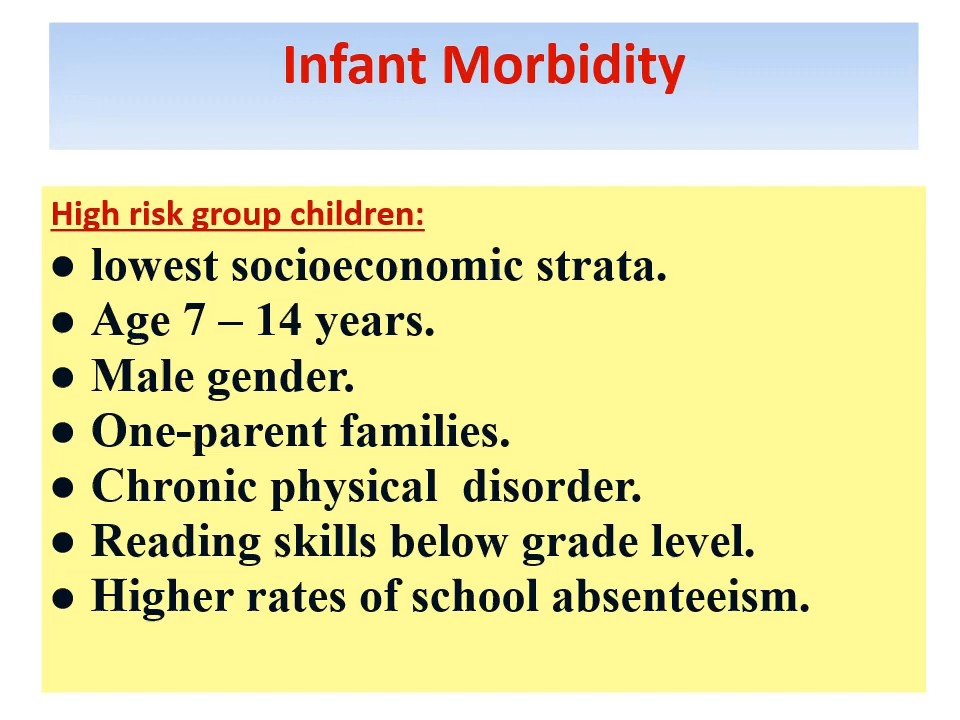 Infant Morbidity
High risk group children:
● lowest socioeconomic strata.
● Age 7 – 14 years.
● Male gender.
● One-parent families.
● Chronic physical  disorder.
● Reading skills below grade level.
● Higher rates of school absenteeism.